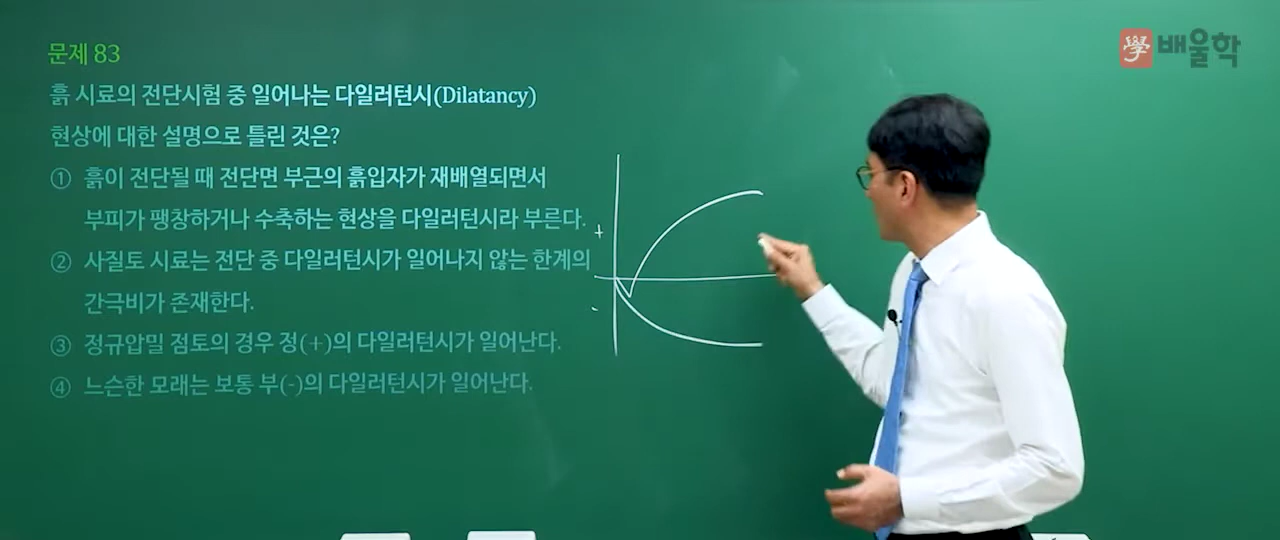 문제 83
흙 시료의 전단시험 중 일어나는 다일러턴시(Dilatancy)
현상에 대한 설명으로 틀린 것은?
① 흙이 전단될 때 전단면 부근의 흙입자가 재배열되면서
부피가 팽창하거나 수축하는 현상을 다일러턴시라 부른다.
② 사질토 시료는 전단 중 다일러턴시가 일어나지 않는 한계의
간극비가 존재한다.
③ 정규압밀 점토의 경우 정(+)의 다일러턴시가 일어난다.
④ 느슨한 모래는 보통 부(-)의 다일러턴시가 일어난다.
+
-
學 배울학